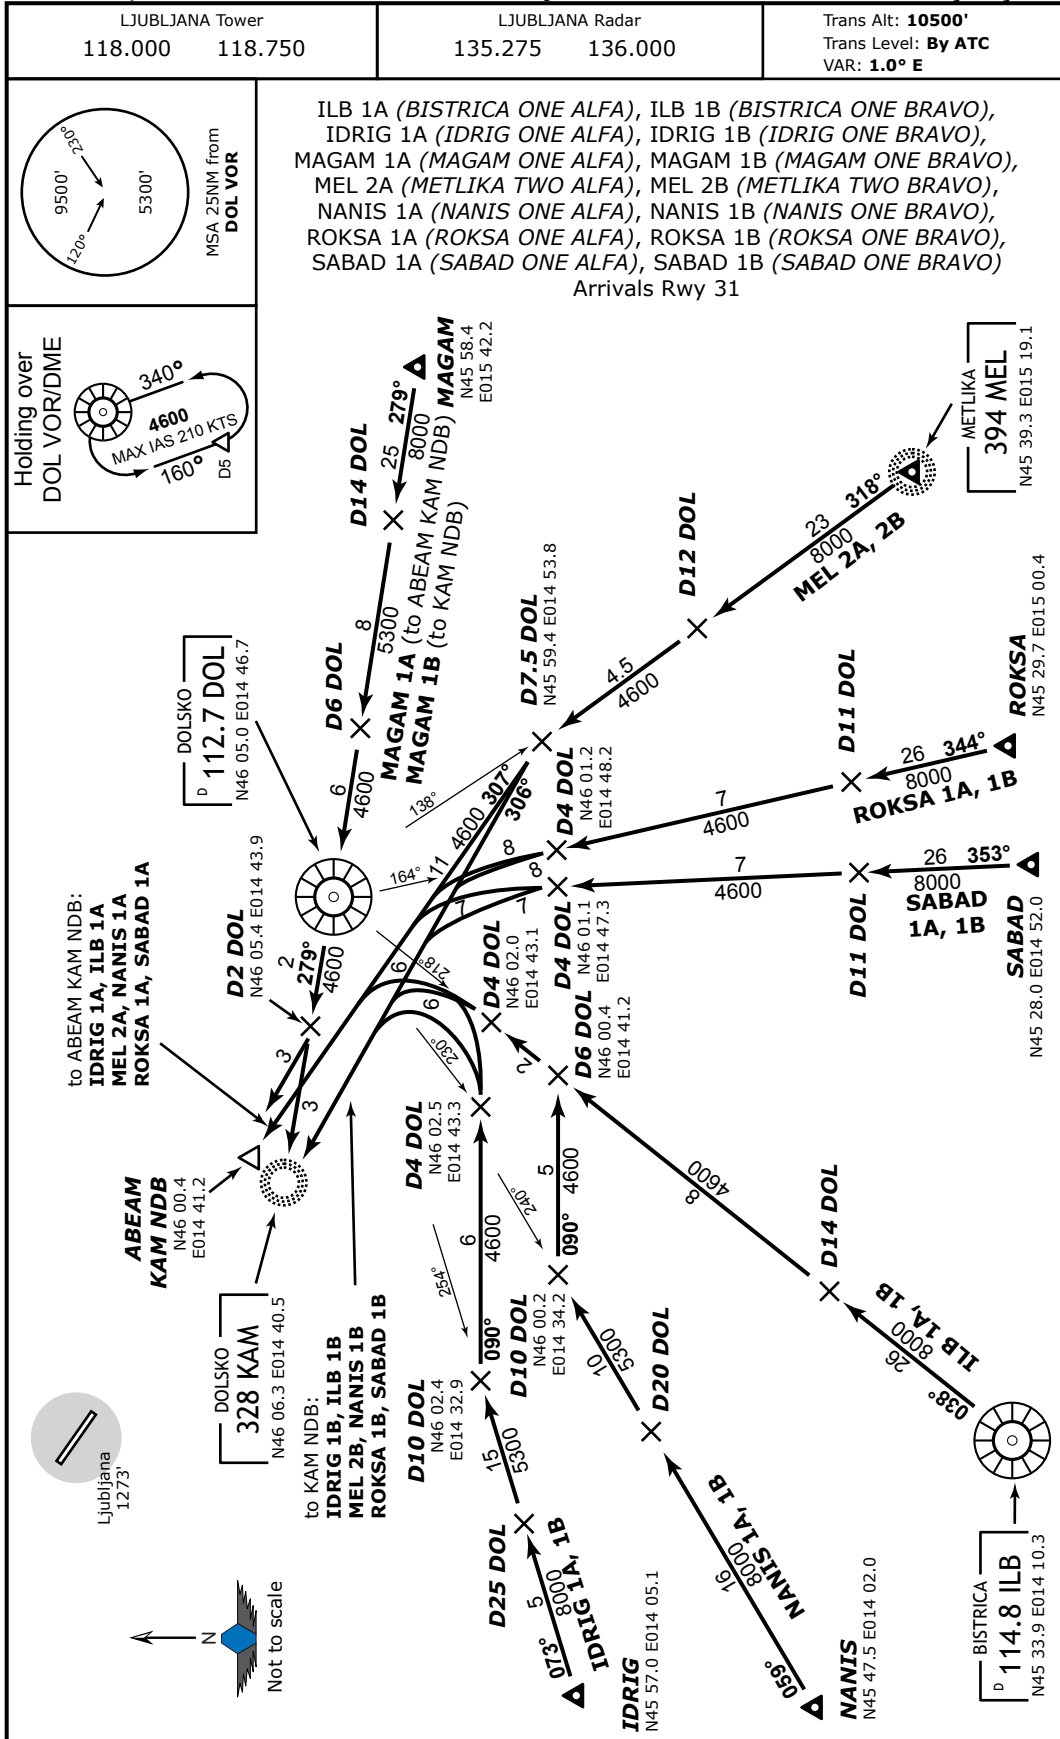 LJUBLJANA Tower
118.000 118.750
LJUBLJANA Radar
135.275 136.000
Trans Alt: 10500'
Trans Level: By ATC
VAR: 1.0° E
230°
9500'
5300'
120°
MSA 25NM from
DOL VOR
ILB 1A (BISTRICA ONE ALFA), ILB 1B (BISTRICA ONE BRAVO),
IDRIG 1A (IDRIG ONE ALFA), IDRIG 1B (IDRIG ONE BRAVO),
MAGAM 1A (MAGAM ONE ALFA), MAGAM 1B (MAGAM ONE BRAVO),
MEL 2A (METLIKA TWO ALFA), MEL 2B (METLIKA TWO BRAVO),
NANIS 1A (NANIS ONE ALFA), NANIS 1B (NANIS ONE BRAVO),
ROKSA 1A (ROKSA ONE ALFA), ROKSA 1B (ROKSA ONE BRAVO),
SABAD 1A (SABAD ONE ALFA), SABAD 1B (SABAD ONE BRAVO)
Arrivals Rwy 31
Holding over
DOL VOR/DME
340°
4600
MAX IAS 210 KTS
160°
D5
MAGAM
N45 58.4
E015 42.2
279°
25
8000
D14 DOL
8
5300
D6 DOL
6
4600
MAGAM 1A (to ABEAM KAM NDB)
MAGAM 1B (to KAM NDB)
METLIKA
394 MEL
N45 39.3 E015 19.1
318°
23
8000
MEL 2A, 2B
D12 DOL
4.5
4600
D7.5 DOL
N45 59.4 E014 53.8
138°
307°
306°
4600
11
DOLSKO
D 112.7 DOL
N46 05.0 E014 46.7
ROKSA
N45 29.7 E015 00.4
344°
26
8000
ROKSA 1A, 1B
D11 DOL
7
4600
D4 DOL
N46 01.2
E014 48.2
164°
8
8
SABAD
N45 28.0 E014 52.0
353°
26
8000
SABAD
1A, 1B
D11 DOL
7
4600
D4 DOL
N46 01.1
E014 47.3
7
7
to ABEAM KAM NDB:
IDRIG 1A, ILB 1A
MEL 2A, NANIS 1A
ROKSA 1A, SABAD 1A
D2 DOL
N46 05.4 E014 43.9
2
279°
4600
3
3
218°
6
6
D4 DOL
N46 02.0
E014 43.1
2
D6 DOL
N46 00.4
E014 41.2
230°
D4 DOL
N46 02.5
E014 43.3
ABEAM
KAM NDB
N46 00.4
E014 41.2
DOLSKO
328 KAM
N46 06.3 E014 40.5
to KAM NDB:
IDRIG 1B, ILB 1B
MEL 2B, NANIS 1B
ROKSA 1B, SABAD 1B
6
4600
090°
254°
D10 DOL
N46 02.4
E014 32.9
5
4600
090°
240°
D10 DOL
N46 00.2
E014 34.2
4600
8
D14 DOL
ILB 1A, 1B
8000
26
038°
BISTRICA
D 114.8 ILB
N45 33.9 E014 10.3
10
5300
D20 DOL
NANIS 1A, 1B
8000
16
059°
NANIS
N45 47.5 E014 02.0
15
5300
D25 DOL
5
8000
IDRIG 1A, 1B
073°
IDRIG
N45 57.0 E014 05.1
Ljubljana
1273'
N
Not to scale